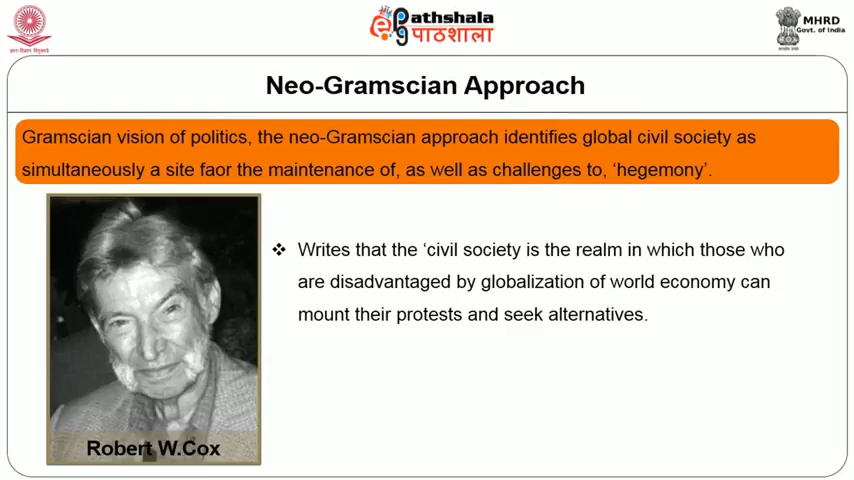 ePathshala
पाठशाला
MHRD
Govt. of India
Neo-Gramscian Approach
Gramscian vision of politics, the neo-Gramscian approach identifies global civil society as
simultaneously a site faor the maintenance of, as well as challenges to, ‘hegemony’.
❖ Writes that the ‘civil society is the realm in which those who
are disadvantaged by globalization of world economy can
mount their protests and seek alternatives.
Robert W.Cox